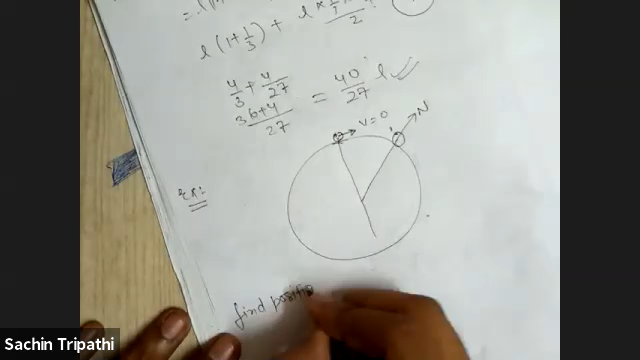 l(1+1/3) + l × 
4/3 + 4/27
36+4/27 = 40/27 l ✓
v=0
N
Ex:
find positio
Sachin Tripathi